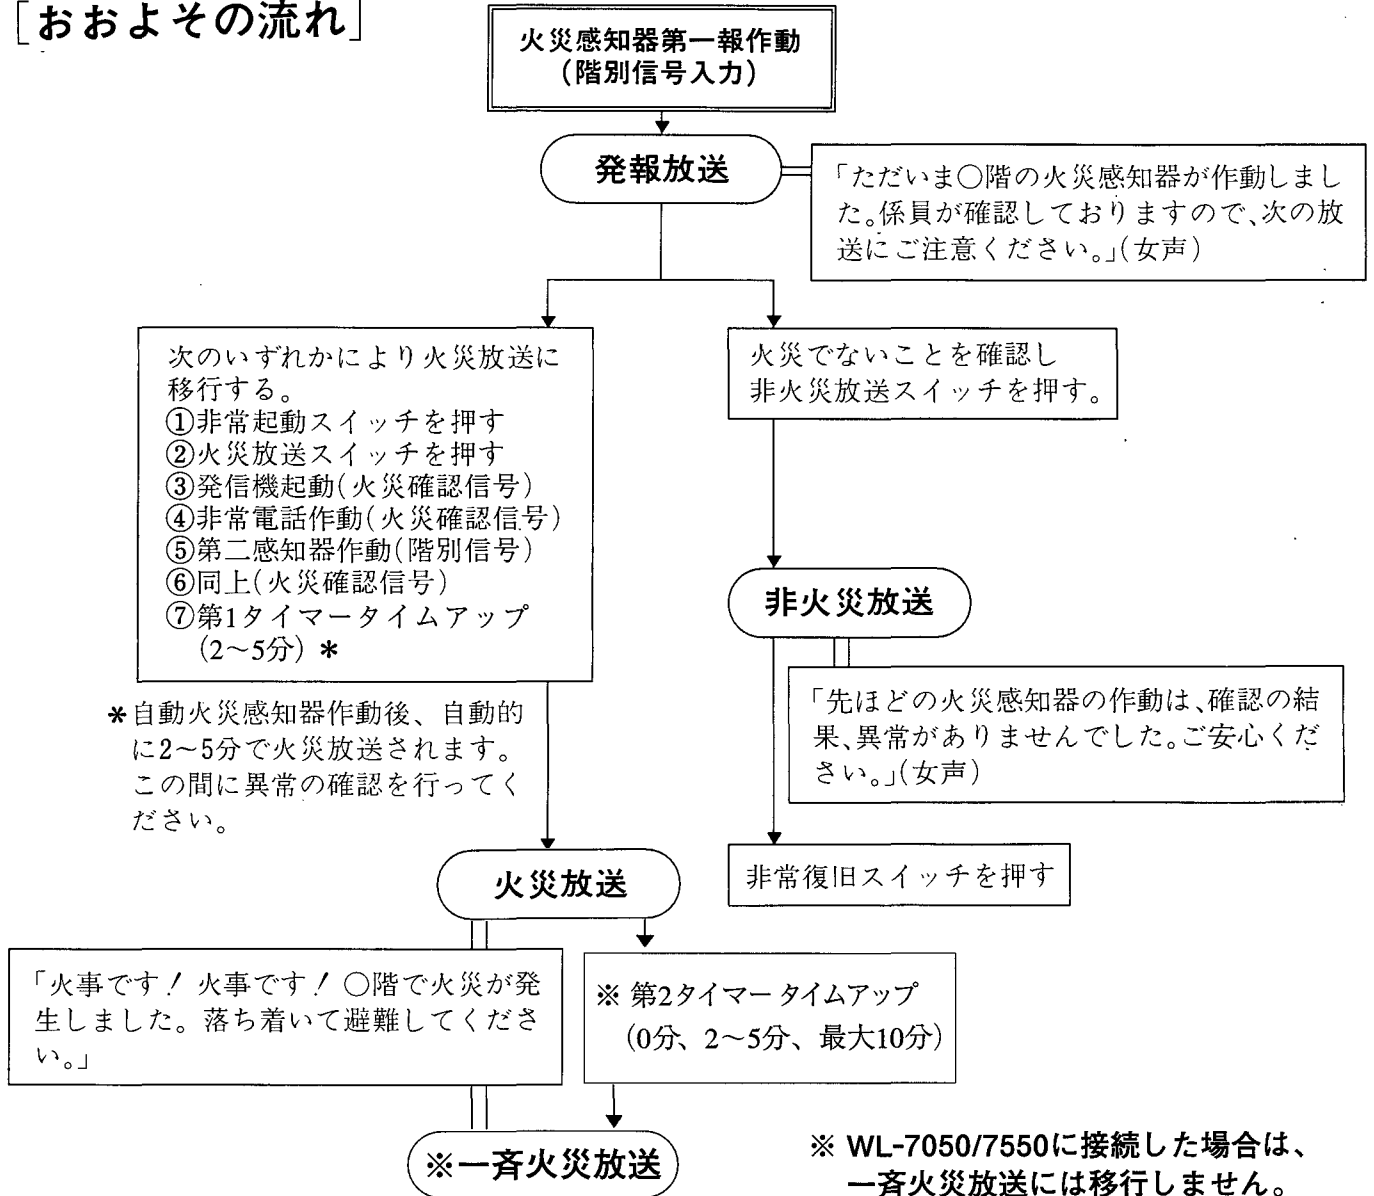 ［おおよその流れ］
火災感知器第一報作動
(階別信号入力)
発報放送
「ただいま○階の火災感知器が作動しまし
た。係員が確認しておりますので、次の放
送にご注意ください。」(女声)
次のいずれかにより火災放送に
移行する。
①非常起動スイッチを押す
②火災放送スイッチを押す
③発信機起動(火災確認信号)
④非常電話作動(火災確認信号)
⑤第二感知器作動(階別信号)
⑥同上(火災確認信号)
⑦第1タイマータイムアップ
(2〜5分)＊
＊自動火災感知器作動後、自動的
に2〜5分で火災放送されます。
この間に異常の確認を行ってく
ださい。
火災でないことを確認し
非火災放送スイッチを押す。
非火災放送
「先ほどの火災感知器の作動は、確認の結
果、異常がありませんでした。ご安心くだ
さい。」(女声)
非常復旧スイッチを押す
火災放送
「火事です！火事です！○階で火災が発
生しました。落ち着いて避難してくださ
い。」
※ 第2タイマー タイムアップ
(0分、2〜5分、最大10分)
※一斉火災放送
※ WL-7050/7550に接続した場合は、
一斉火災放送には移行しません。